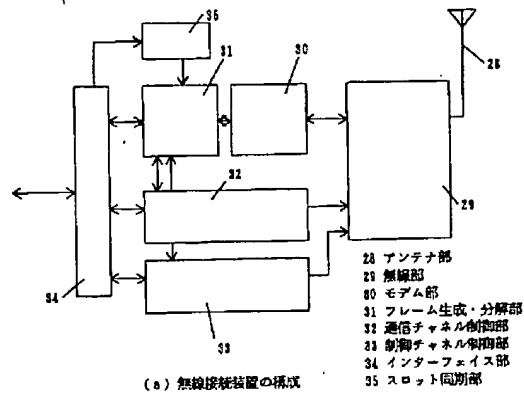 35
31
30
28
32
29
34
33
28 アンテナ部
29 無線部
30 モデム部
31 フレーム生成・分解部
32 通信チャネル制御部
33 制御チャネル制御部
34 インターフェイス部
35 スロット同期部
(a) 無線接続装置の構成